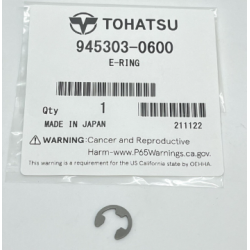 TOHATSU
945303-0600
E-RING
Qty 1
MADE IN JAPAN 211122
WARNING: Cancer and Reproductive
Harm-www.P65Warnings.ca.gov.
This warning is a requirement for the US California state by OEHHA.